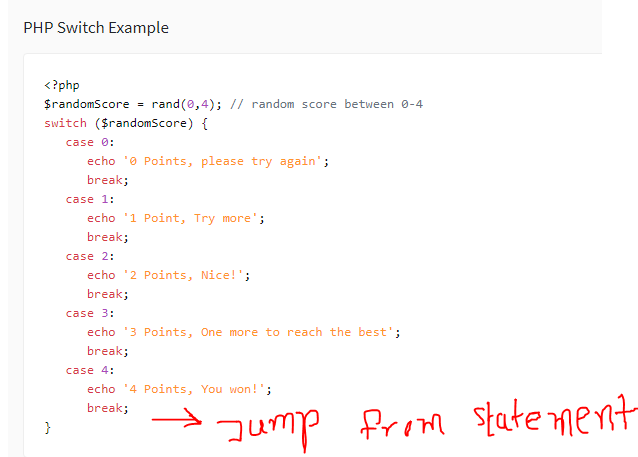 PHP Switch Example
<?php
$randomScore = rand(0,4); // random score between 0-4
switch ($randomScore) {
case 0:
echo '0 Points, please try again';
break;
case 1:
echo '1 Point, Try more';
break;
case 2:
echo '2 Points, Nice!';
break;
case 3:
echo '3 Points, One more to reach the best';
break;
case 4:
echo '4 Points, You won!';
break; → Jump from statement
}